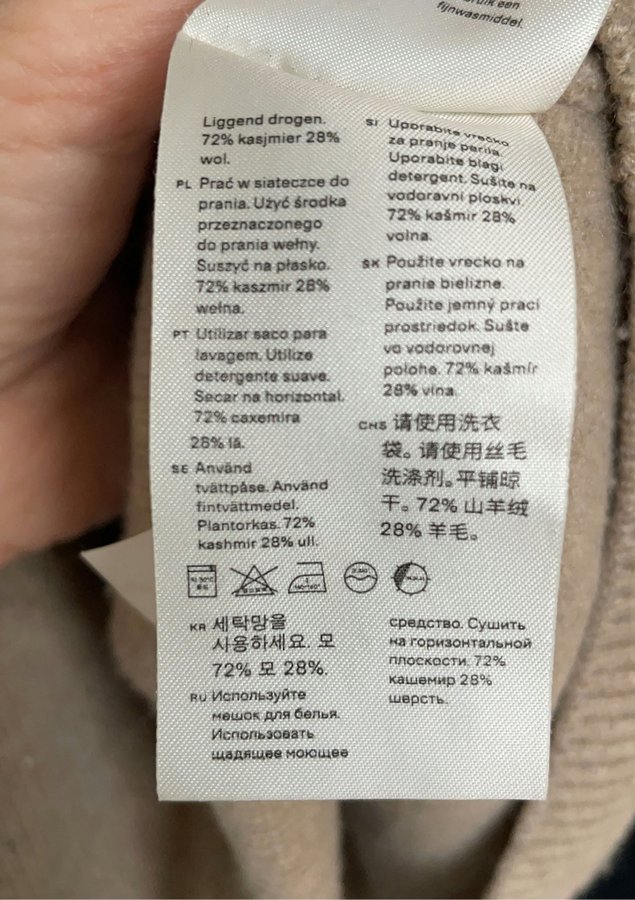 een
fijnwasmiddel.
Liggend drogen.
72% kasjmier 28%
wol.
PL Prać w siateczce do
prania. Użyć środka
przeznaczonego
do prania wełny.
Suszyć na płasko.
72% kaszmir 28%
wełna.
PT Utilizar saco para
lavagem. Utilize
detergente suave.
Secar na horizontal.
72% caxemira
28% lã.
SE Använd
tvättpåse. Använd
fintvättmedel.
Plantorkas. 72%
kashmir 28% ull.
SI Uporabite vrečko
za pranje perila.
Uporabite blagi
detergent. Sušite na
vodoravni ploskvi.
72% kašmir 28%
volna.
SK Použite vrecko na
pranie bielizne.
Použite jemný prací
prostriedok. Sušte
vo vodorovnej
polohe. 72% kašmír
28% vlna.
CHS 请使用洗衣
袋。请使用丝毛
洗涤剂。平铺晾
干。72% 山羊绒
28% 羊毛。
KR 세탁망을
사용하세요. 모
72% 모 28%.
RU Используйте
мешок для белья.
Использовать
щадящее моющее
средство. Сушить
на горизонтальной
плоскости. 72%
кашемир 28%
шерсть.